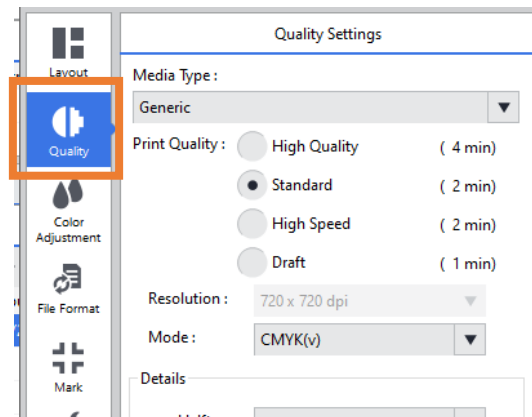 Quality Settings
Layout
Media Type :
Generic
Quality
Print Quality :
High Quality
( 4 min)
Standard
( 2 min)
Color
Adjustment
High Speed
( 2 min)
Draft
( 1 min)
File Format
Resolution :
720 x 720 dpi
Mode :
CMYK(v)
Mark
Details